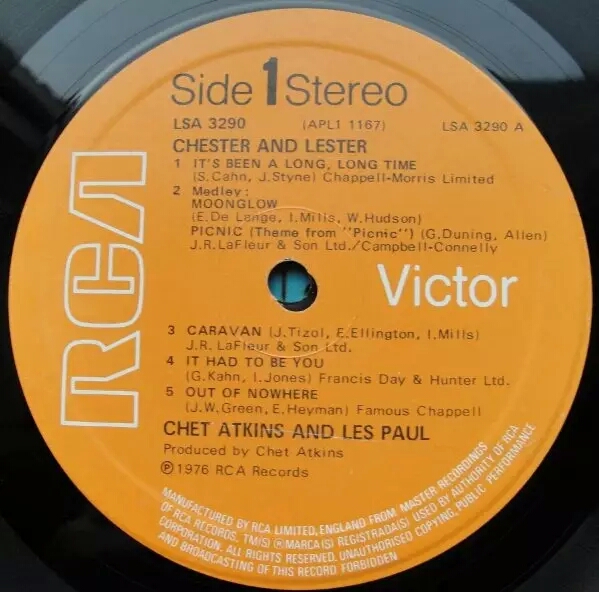 Side 1 Stereo
LSA 3290 (APL1 1167) LSA 3290 A
CHESTER AND LESTER
1 IT'S BEEN A LONG, LONG TIME
(S.Cahn, J.Styne) Chappell-Morris Limited
2 Medley:
MOONGLOW
(E.De Lange, I.Mills, W.Hudson)
PICNIC (Theme from "Picnic") (G.Duning, Allen)
J.R.LaFleur & Son Ltd./Campbell-Connelly
RCA
Victor
3 CARAVAN (J.Tizol, E.Ellington, I.Mills)
J.R. LaFleur & Son Ltd.
4 IT HAD TO BE YOU
(G.Kahn, I.Jones) Francis Day & Hunter Ltd.
5 OUT OF NOWHERE
(J.W.Green, E.Heyman) Famous Chappell
CHET ATKINS AND LES PAUL
Produced by Chet Atkins
℗1976 RCA Records
MANUFACTURED BY RCA LIMITED, ENGLAND FROM MASTER RECORDINGS
OF RCA RECORDS. TM(S) ® MARCA(S) REGISTRADA(S) USED BY AUTHORITY OF RCA
CORPORATION. ALL RIGHTS RESERVED. UNAUTHORISED COPYING, PUBLIC PERFORMANCE
AND BROADCASTING OF THIS RECORD FORBIDDEN